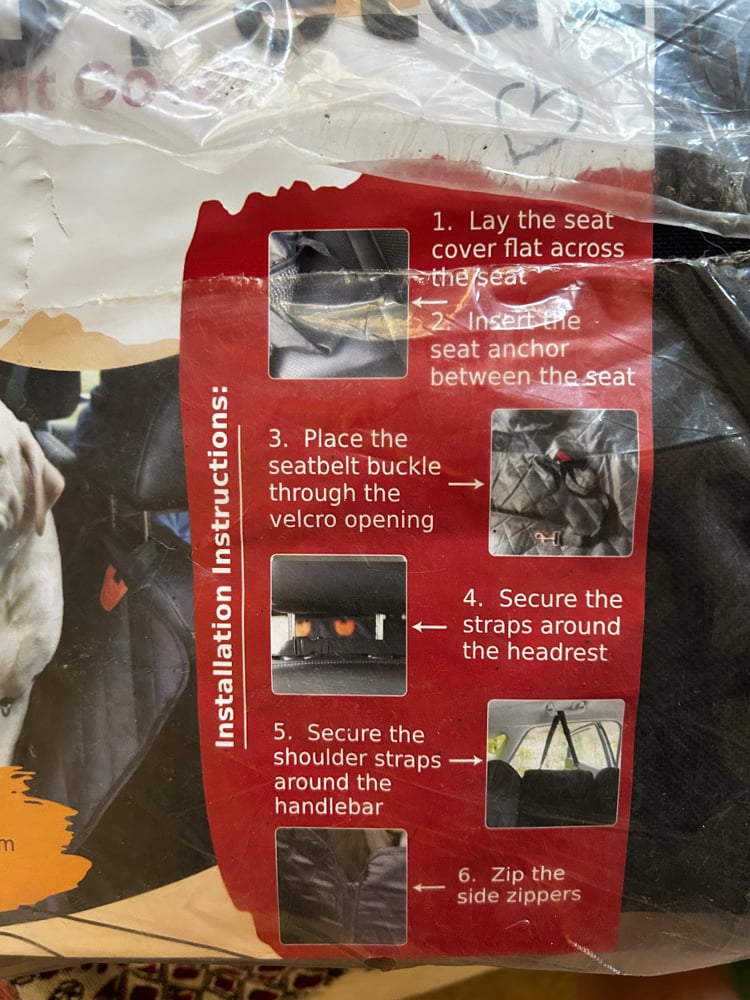 1. Lay the seat
cover flat across
the seat
2. Insert the
seat anchor
between the seat
Installation Instructions:
3. Place the
seatbelt buckle
through the
velcro opening
4. Secure the
straps around
the headrest
5. Secure the
shoulder straps
around the
handlebar
6. Zip the
side zippers